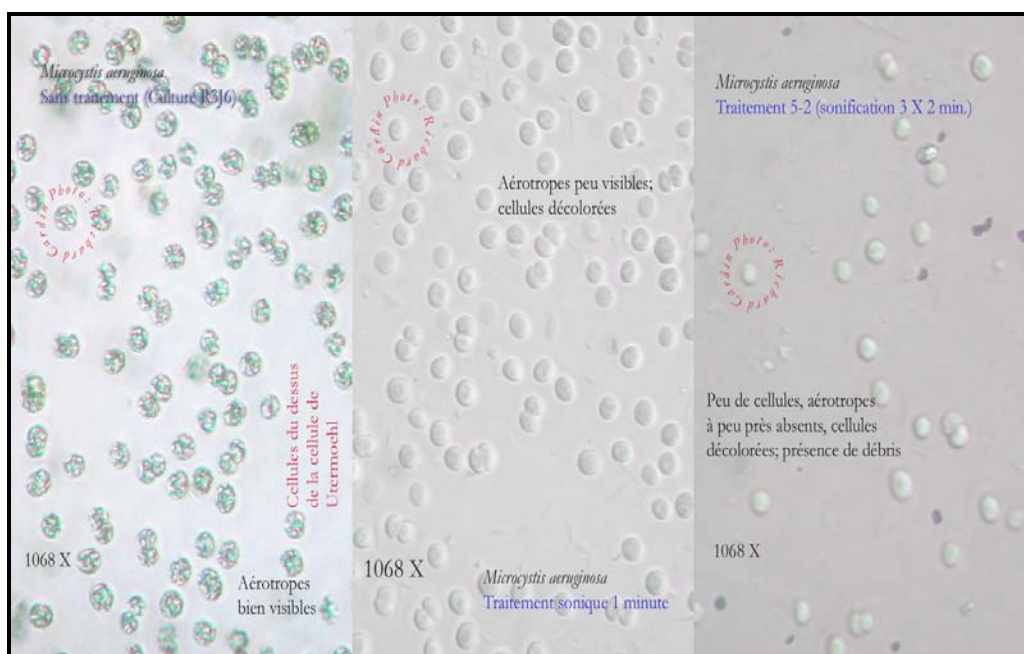 Microcystis aeruginosa
Sans traitement (Culture R3J6)
Photo: Richard Cardin
Cellules du dessus
de la cellule de
Utermoehl
1068 X
Aérotropes
bien visibles
Photo: Richard Cardin
Aérotropes peu visibles;
cellules décolorées
1068 X
Microcystis aeruginosa
Traitement sonique 1 minute
Microcystis aeruginosa
Traitement 5-2 (sonification 3 X 2 min.)
Photo: Richard Cardin
Peu de cellules, aérotropes
à peu près absents, cellules
décolorées; présence de débris
1068 X